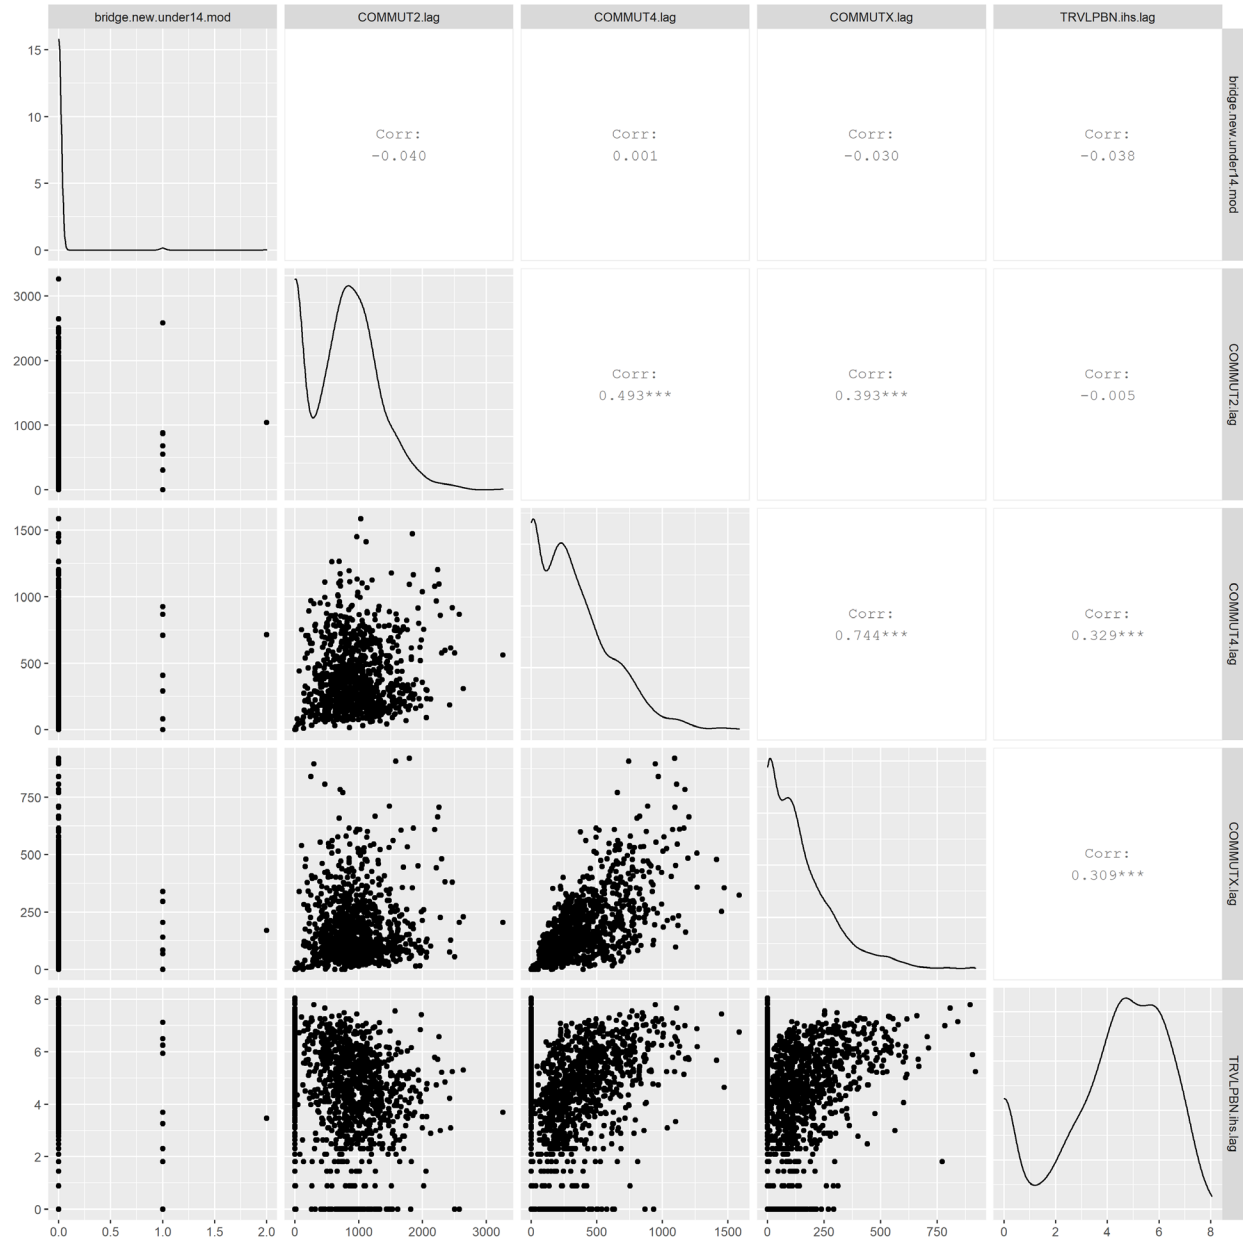 bridge.new.under14.mod COMMUT2.lag COMMUT4.lag COMMUTX.lag TRVLPBN.ihs.lag
15
10
5
0
Corr:
-0.040
Corr:
0.001
Corr:
-0.030
Corr:
-0.038
bridge.new.under14.mod
3000
2000
1000
0
Corr:
0.493***
Corr:
0.393***
Corr:
-0.005
COMMUT2.lag
1500
1000
500
0
Corr:
0.744***
Corr:
0.329***
COMMUT4.lag
750
500
250
0
Corr:
0.309***
COMMUTX.lag
8
6
4
2
0
TRVLPBN.ihs.lag
0.0 0.5 1.0 1.5 2.0 0 1000 2000 3000 0 500 1000 1500 0 250 500 750 0 2 4 6 8